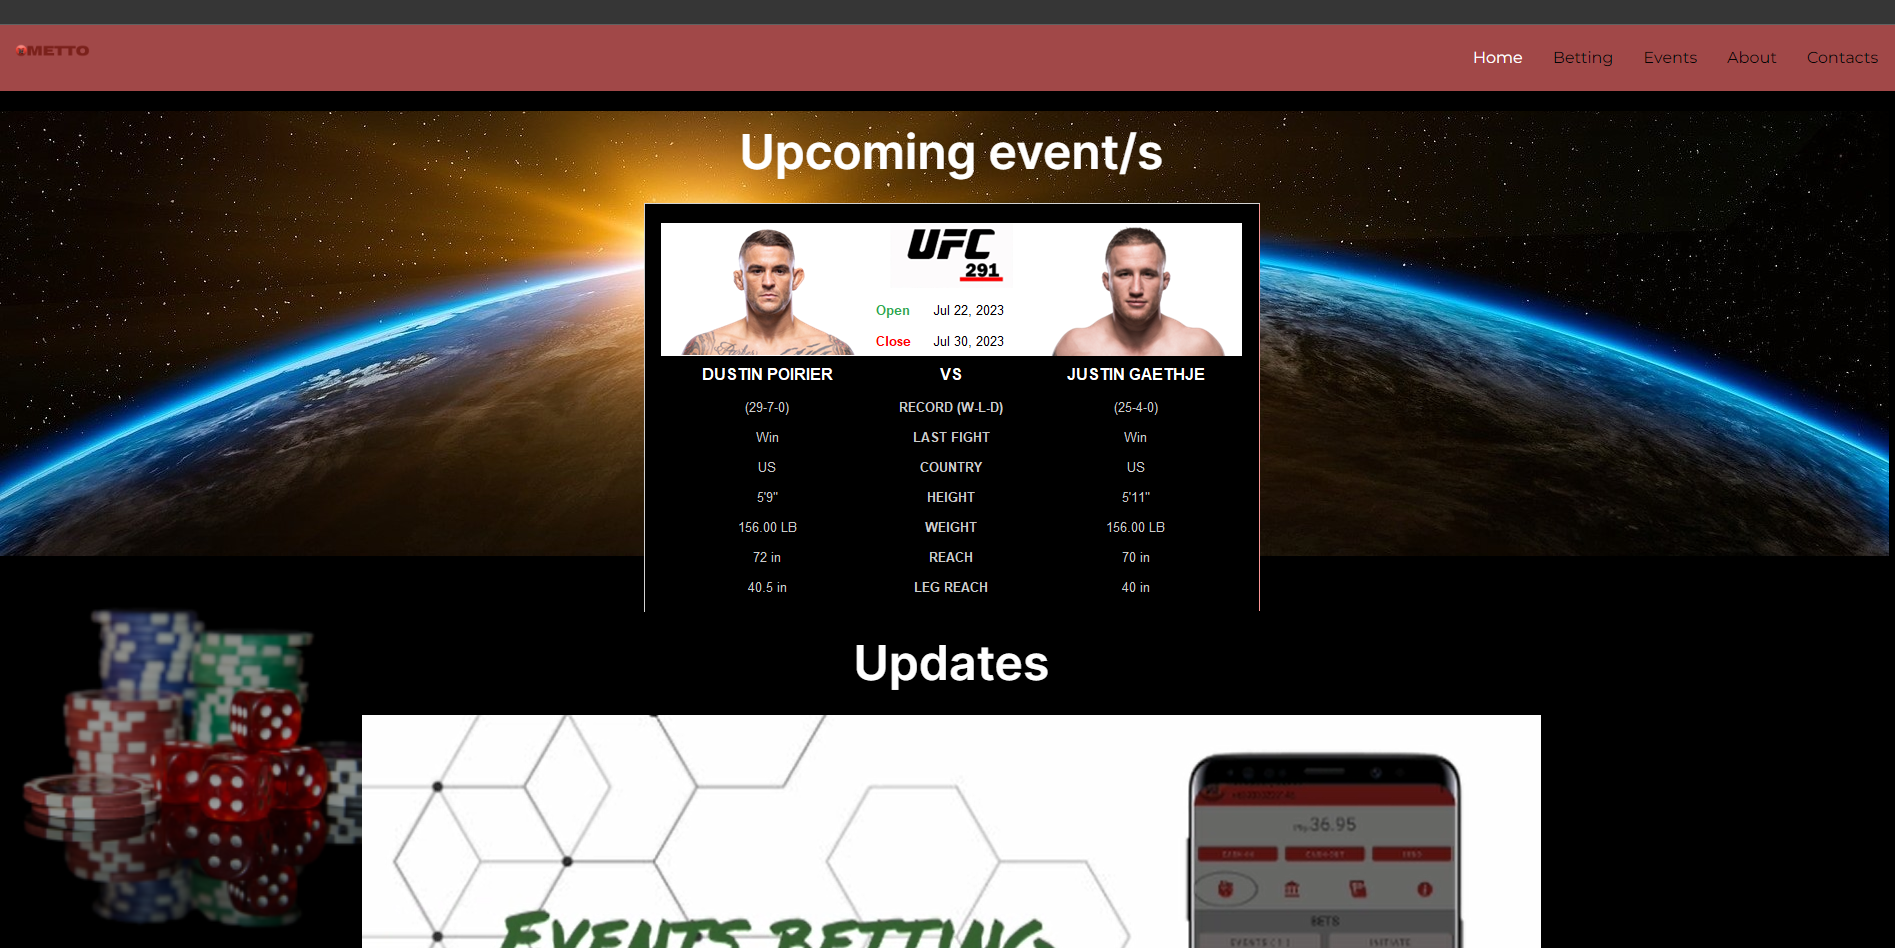 METTO
Home Betting Events About Contacts
Upcoming event/s
UFC
291
Open Jul 22, 2023
Close Jul 30, 2023
DUSTIN POIRIER VS JUSTIN GAETHJE
(29-7-0) RECORD (W-L-D) (25-4-0)
Win LAST FIGHT Win
US COUNTRY US
5'9" HEIGHT 5'11"
156.00 LB WEIGHT 156.00 LB
72 in REACH 70 in
40.5 in LEG REACH 40 in
Updates
36.95
BETS
EVENTS BETTING